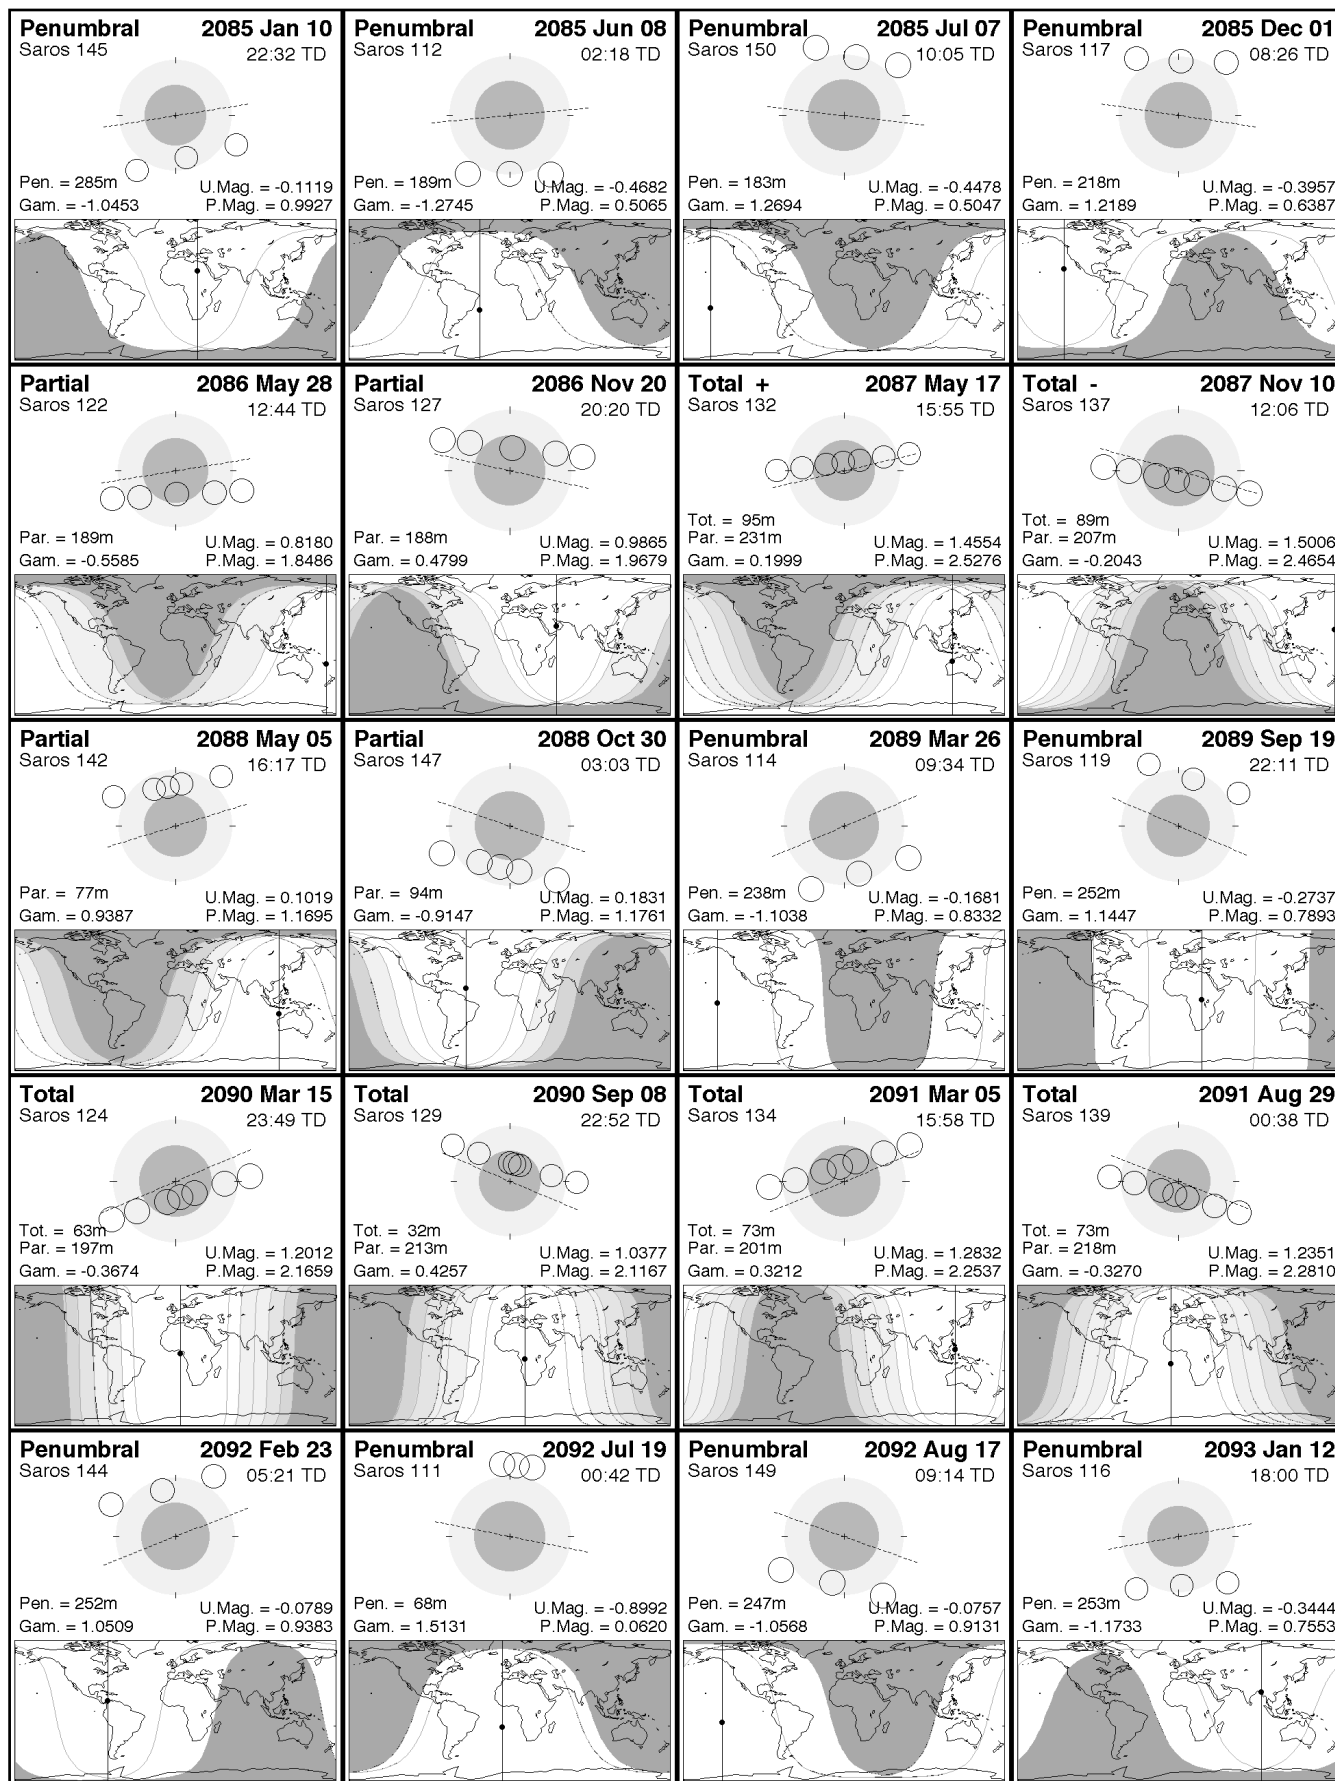 Penumbral 2085 Jan 10
Saros 145 22:32 TD
Pen. = 285m U.Mag. = -0.1119
Gam. = -1.0453 P.Mag. = 0.9927
Penumbral 2085 Jun 08
Saros 112 02:18 TD
Pen. = 189m U.Mag. = -0.4682
Gam. = -1.2745 P.Mag. = 0.5065
Penumbral 2085 Jul 07
Saros 150 10:05 TD
Pen. = 183m U.Mag. = -0.4478
Gam. = 1.2694 P.Mag. = 0.5047
Penumbral 2085 Dec 01
Saros 117 08:26 TD
Pen. = 218m U.Mag. = -0.3957
Gam. = 1.2189 P.Mag. = 0.6387
Partial 2086 May 28
Saros 122 12:44 TD
Par. = 189m U.Mag. = 0.8180
Gam. = -0.5585 P.Mag. = 1.8486
Partial 2086 Nov 20
Saros 127 20:20 TD
Par. = 188m U.Mag. = 0.9865
Gam. = 0.4799 P.Mag. = 1.9679
Total + 2087 May 17
Saros 132 15:55 TD
Tot. = 95m
Par. = 231m U.Mag. = 1.4554
Gam. = 0.1999 P.Mag. = 2.5276
Total - 2087 Nov 10
Saros 137 12:06 TD
Tot. = 89m
Par. = 207m U.Mag. = 1.5006
Gam. = -0.2043 P.Mag. = 2.4654
Partial 2088 May 05
Saros 142 16:17 TD
Par. = 77m U.Mag. = 0.1019
Gam. = 0.9387 P.Mag. = 1.1695
Partial 2088 Oct 30
Saros 147 03:03 TD
Par. = 94m U.Mag. = 0.1831
Gam. = -0.9147 P.Mag. = 1.1761
Penumbral 2089 Mar 26
Saros 114 09:34 TD
Pen. = 238m U.Mag. = -0.1681
Gam. = -1.1038 P.Mag. = 0.8332
Penumbral 2089 Sep 19
Saros 119 22:11 TD
Pen. = 252m U.Mag. = -0.2737
Gam. = 1.1447 P.Mag. = 0.7893
Total 2090 Mar 15
Saros 124 23:49 TD
Tot. = 63m
Par. = 197m U.Mag. = 1.2012
Gam. = -0.3674 P.Mag. = 2.1659
Total 2090 Sep 08
Saros 129 22:52 TD
Tot. = 32m
Par. = 213m U.Mag. = 1.0377
Gam. = 0.4257 P.Mag. = 2.1167
Total 2091 Mar 05
Saros 134 15:58 TD
Tot. = 73m
Par. = 201m U.Mag. = 1.2832
Gam. = 0.3212 P.Mag. = 2.2537
Total 2091 Aug 29
Saros 139 00:38 TD
Tot. = 73m
Par. = 218m U.Mag. = 1.2351
Gam. = -0.3270 P.Mag. = 2.2810
Penumbral 2092 Feb 23
Saros 144 05:21 TD
Pen. = 252m U.Mag. = -0.0789
Gam. = 1.0509 P.Mag. = 0.9383
Penumbral 2092 Jul 19
Saros 111 00:42 TD
Pen. = 68m U.Mag. = -0.8992
Gam. = 1.5131 P.Mag. = 0.0620
Penumbral 2092 Aug 17
Saros 149 09:14 TD
Pen. = 247m U.Mag. = -0.0757
Gam. = -1.0568 P.Mag. = 0.9131
Penumbral 2093 Jan 12
Saros 116 18:00 TD
Pen. = 253m U.Mag. = -0.3444
Gam. = -1.1733 P.Mag. = 0.7553